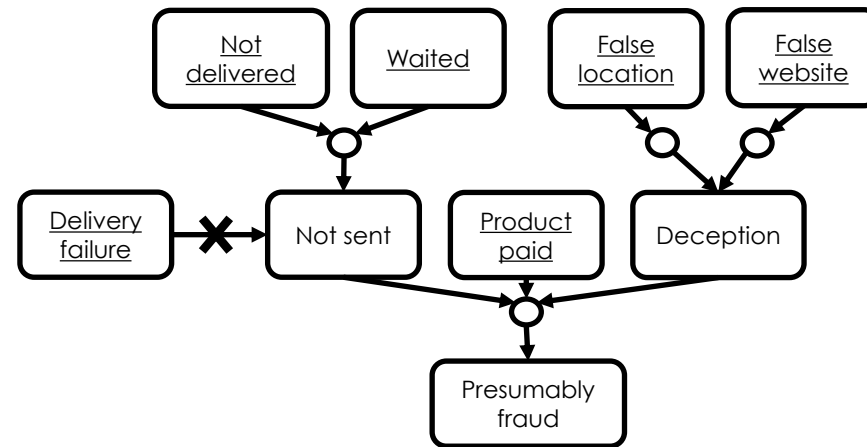 Not
delivered
Waited
False
location
False
website
Delivery
failure
Not sent
Product
paid
Deception
Presumably
fraud